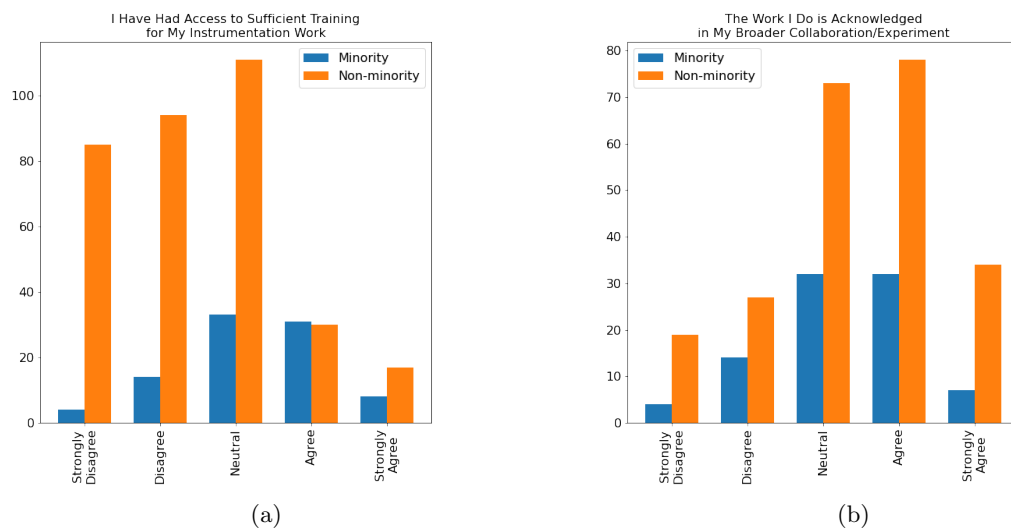 I Have Had Access to Sufficient Training
for My Instrumentation Work
Minority
Non-minority
100
80
60
40
20
0
Strongly
Disagree
Disagree
Neutral
Agree
Strongly
Agree
(a)
The Work I Do is Acknowledged
in My Broader Collaboration/Experiment
Minority
Non-minority
80
70
60
50
40
30
20
10
0
Strongly
Disagree
Disagree
Neutral
Agree
Strongly
Agree
(b)